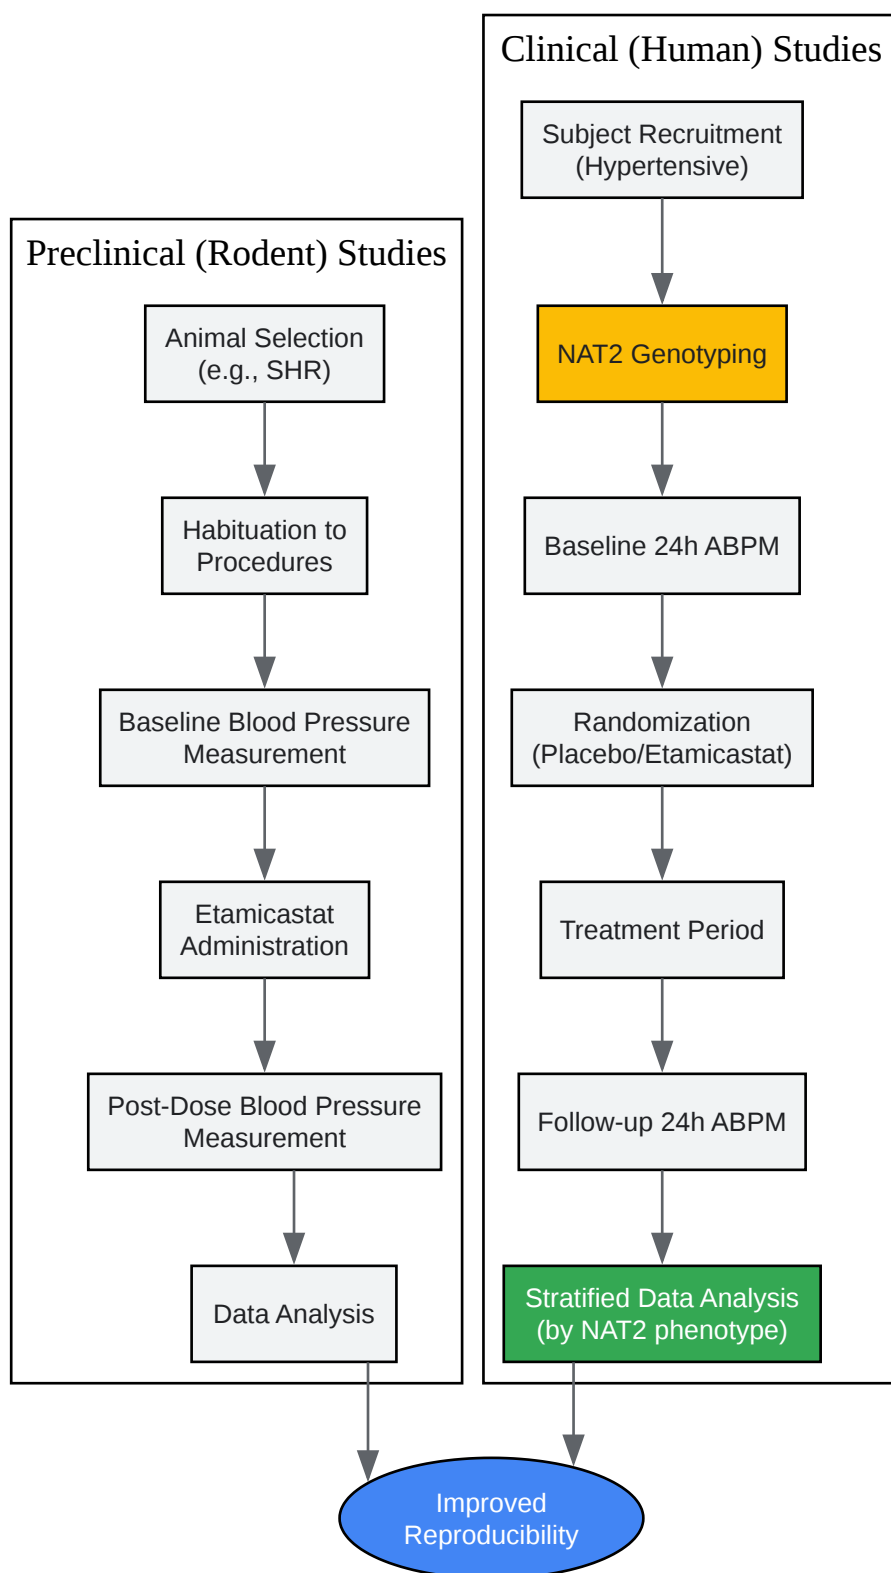 Preclinical (Rodent) Studies
Animal Selection
(e.g., SHR)
Habituation to
Procedures
Baseline Blood Pressure
Measurement
Etamicastat
Administration
Post-Dose Blood Pressure
Measurement
Data Analysis
Clinical (Human) Studies
Subject Recruitment
(Hypertensive)
NAT2 Genotyping
Baseline 24h ABPM
Randomization
(Placebo/Etamicastat)
Treatment Period
Follow-up 24h ABPM
Stratified Data Analysis
(by NAT2 phenotype)
Improved
Reproducibility